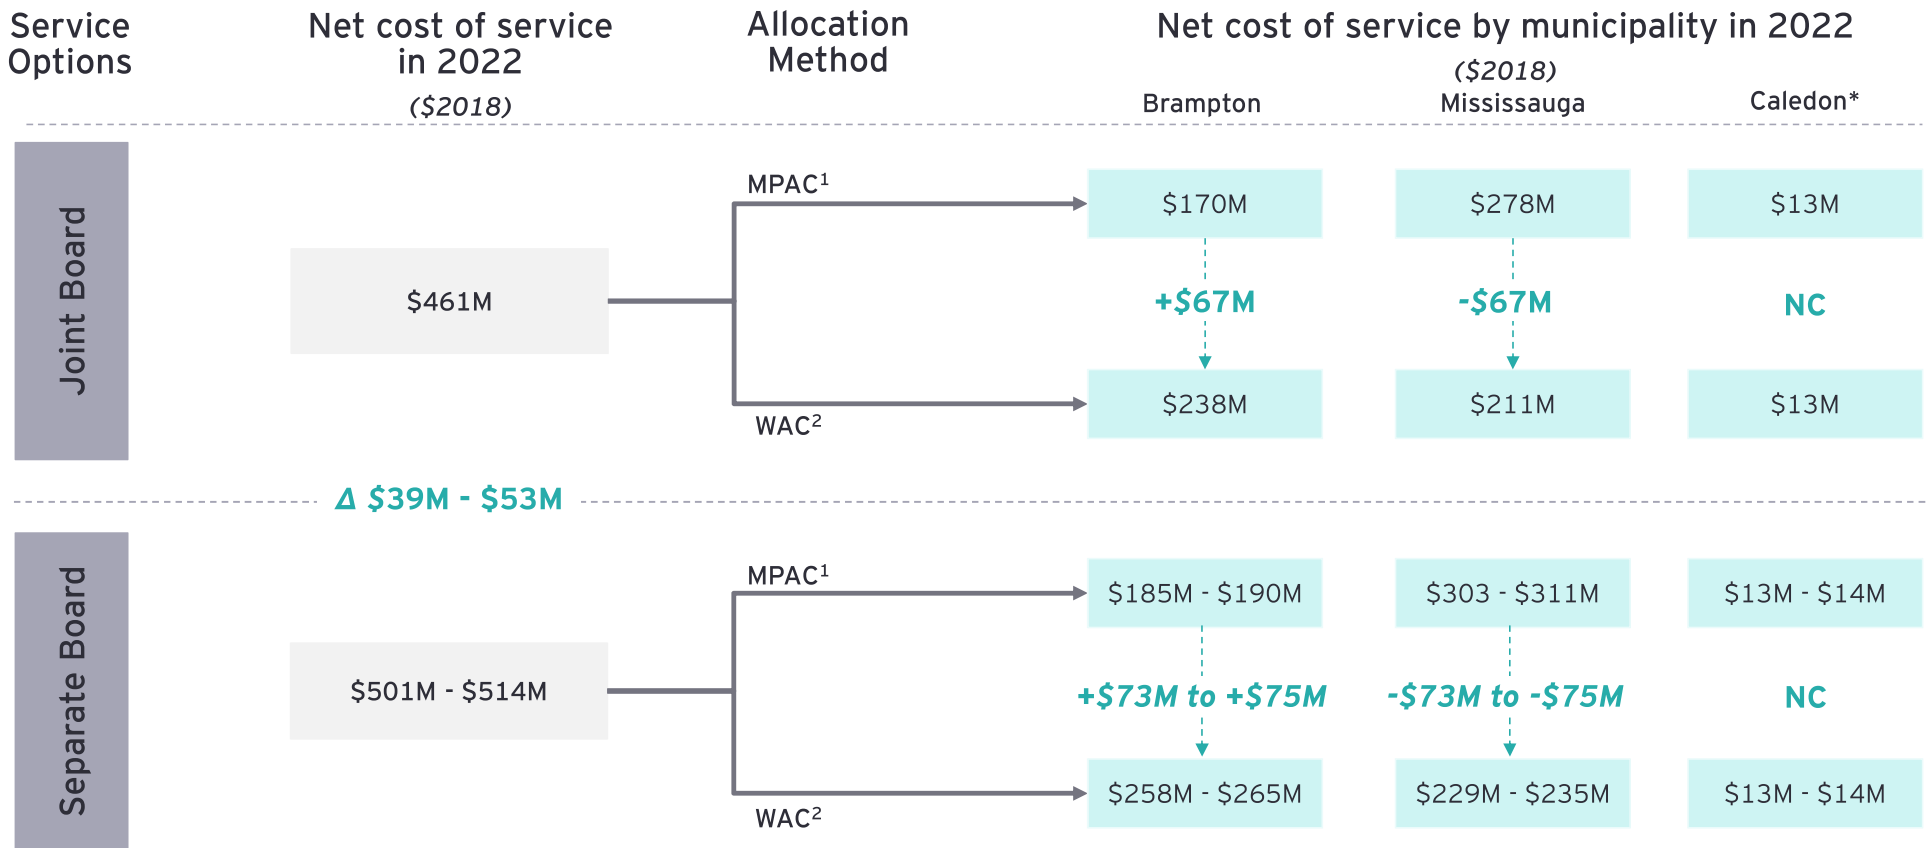 Service
Options
Net cost of service
in 2022
($2018)
Allocation
Method
Net cost of service by municipality in 2022
($2018)
Brampton
Mississauga
Caledon*
Joint Board
$461M
MPAC¹
$170M
$278M
$13M
+$67M
-$67M
NC
WAC²
$238M
$211M
$13M
Δ $39M - $53M
Separate Board
$501M - $514M
MPAC¹
$185M - $190M
$303 - $311M
$13M - $14M
+$73M to +$75M
-$73M to -$75M
NC
WAC²
$258M - $265M
$229M - $235M
$13M - $14M